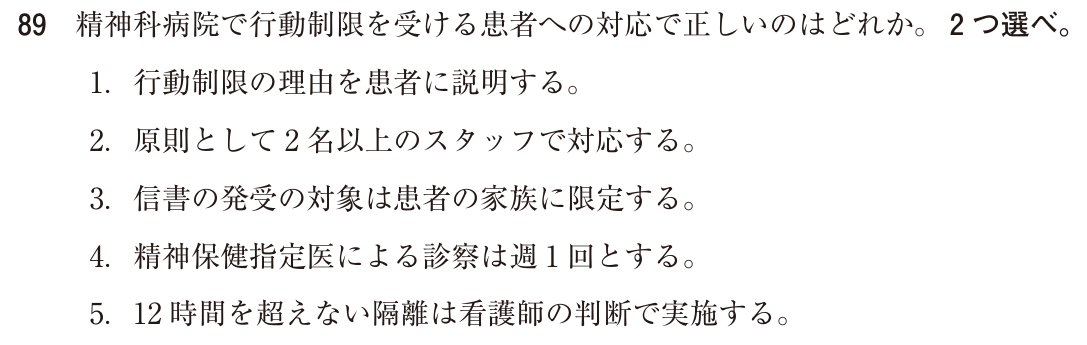 89 精神科病院で行動制限を受ける患者への対応で正しいのはどれか。2つ選べ。
1. 行動制限の理由を患者に説明する。
2. 原則として2名以上のスタッフで対応する。
3. 信書の発受の対象は患者の家族に限定する。
4. 精神保健指定医による診察は週1回とする。
5. 12時間を超えない隔離は看護師の判断で実施する。